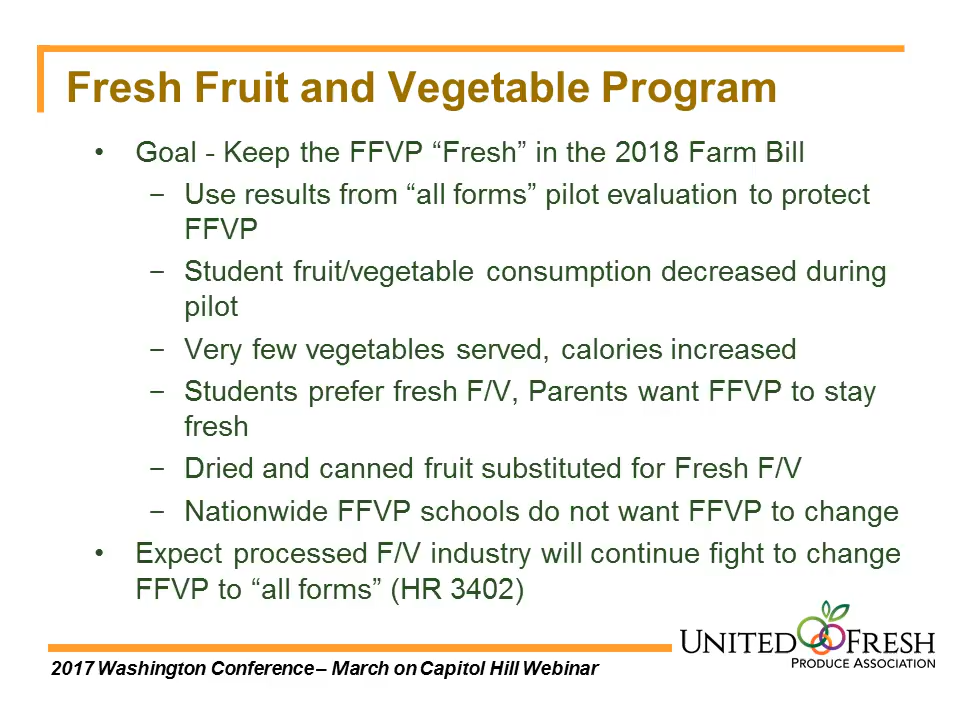 Fresh Fruit and Vegetable Program
• Goal - Keep the FFVP “Fresh” in the 2018 Farm Bill
− Use results from “all forms” pilot evaluation to protect
FFVP
− Student fruit/vegetable consumption decreased during
pilot
− Very few vegetables served, calories increased
− Students prefer fresh F/V, Parents want FFVP to stay
fresh
− Dried and canned fruit substituted for Fresh F/V
− Nationwide FFVP schools do not want FFVP to change
• Expect processed F/V industry will continue fight to change
FFVP to “all forms” (HR 3402)
UNITED FRESH
PRODUCE ASSOCIATION
2017 Washington Conference – March on Capitol Hill Webinar